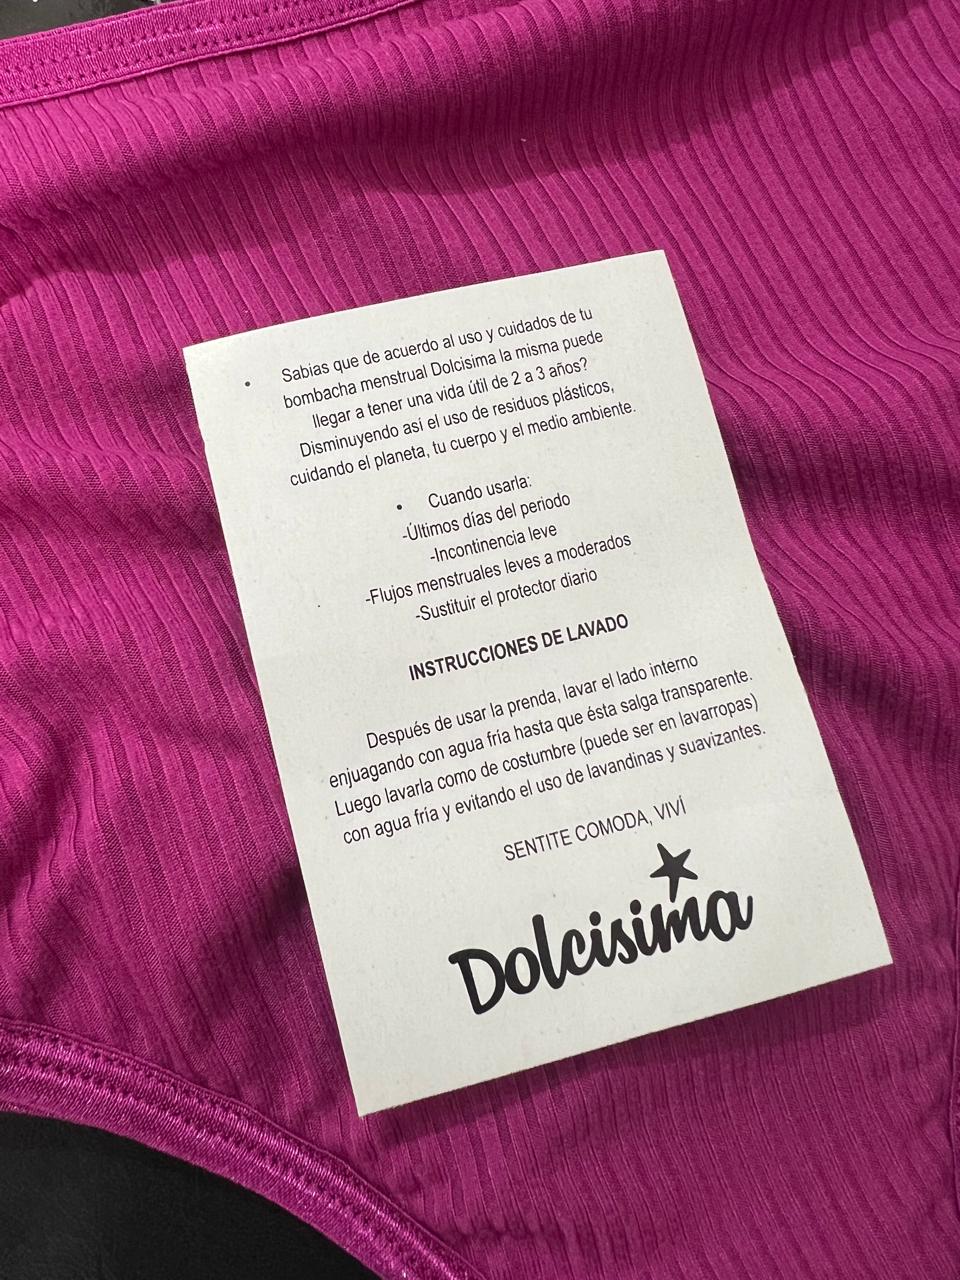 • Sabias que de acuerdo al uso y cuidados de tu
bombacha menstrual Dolcisima la misma puede
llegar a tener una vida útil de 2 a 3 años?
Disminuyendo así el uso de residuos plásticos,
cuidando el planeta, tu cuerpo y el medio ambiente.
• Cuando usarla:
-Últimos días del periodo
-Incontinencia leve
-Flujos menstruales leves a moderados
-Sustituir el protector diario
INSTRUCCIONES DE LAVADO
Después de usar la prenda, lavar el lado interno
enjuagando con agua fría hasta que ésta salga transparente.
Luego lavarla como de costumbre (puede ser en lavarropas)
con agua fría y evitando el uso de lavandinas y suavizantes.
SENTITE COMODA, VIVÍ
Dolcisima